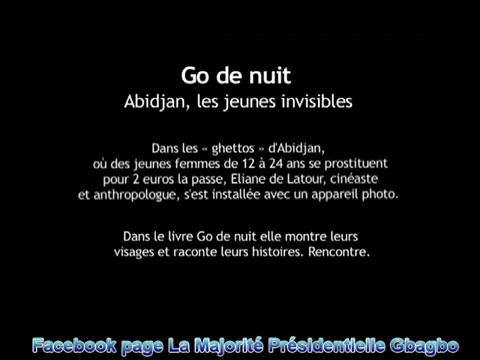 Go de nuit
Abidjan, les jeunes invisibles
Dans les « ghettos » d'Abidjan,
où des jeunes femmes de 12 à 24 ans se prostituent
pour 2 euros la passe, Eliane de Latour, cinéaste
et anthropologue, s'est installée avec un appareil photo.
Dans le livre Go de nuit elle montre leurs
visages et raconte leurs histoires. Rencontre.
Facebook page La Majorité Présidentielle Gbagbo